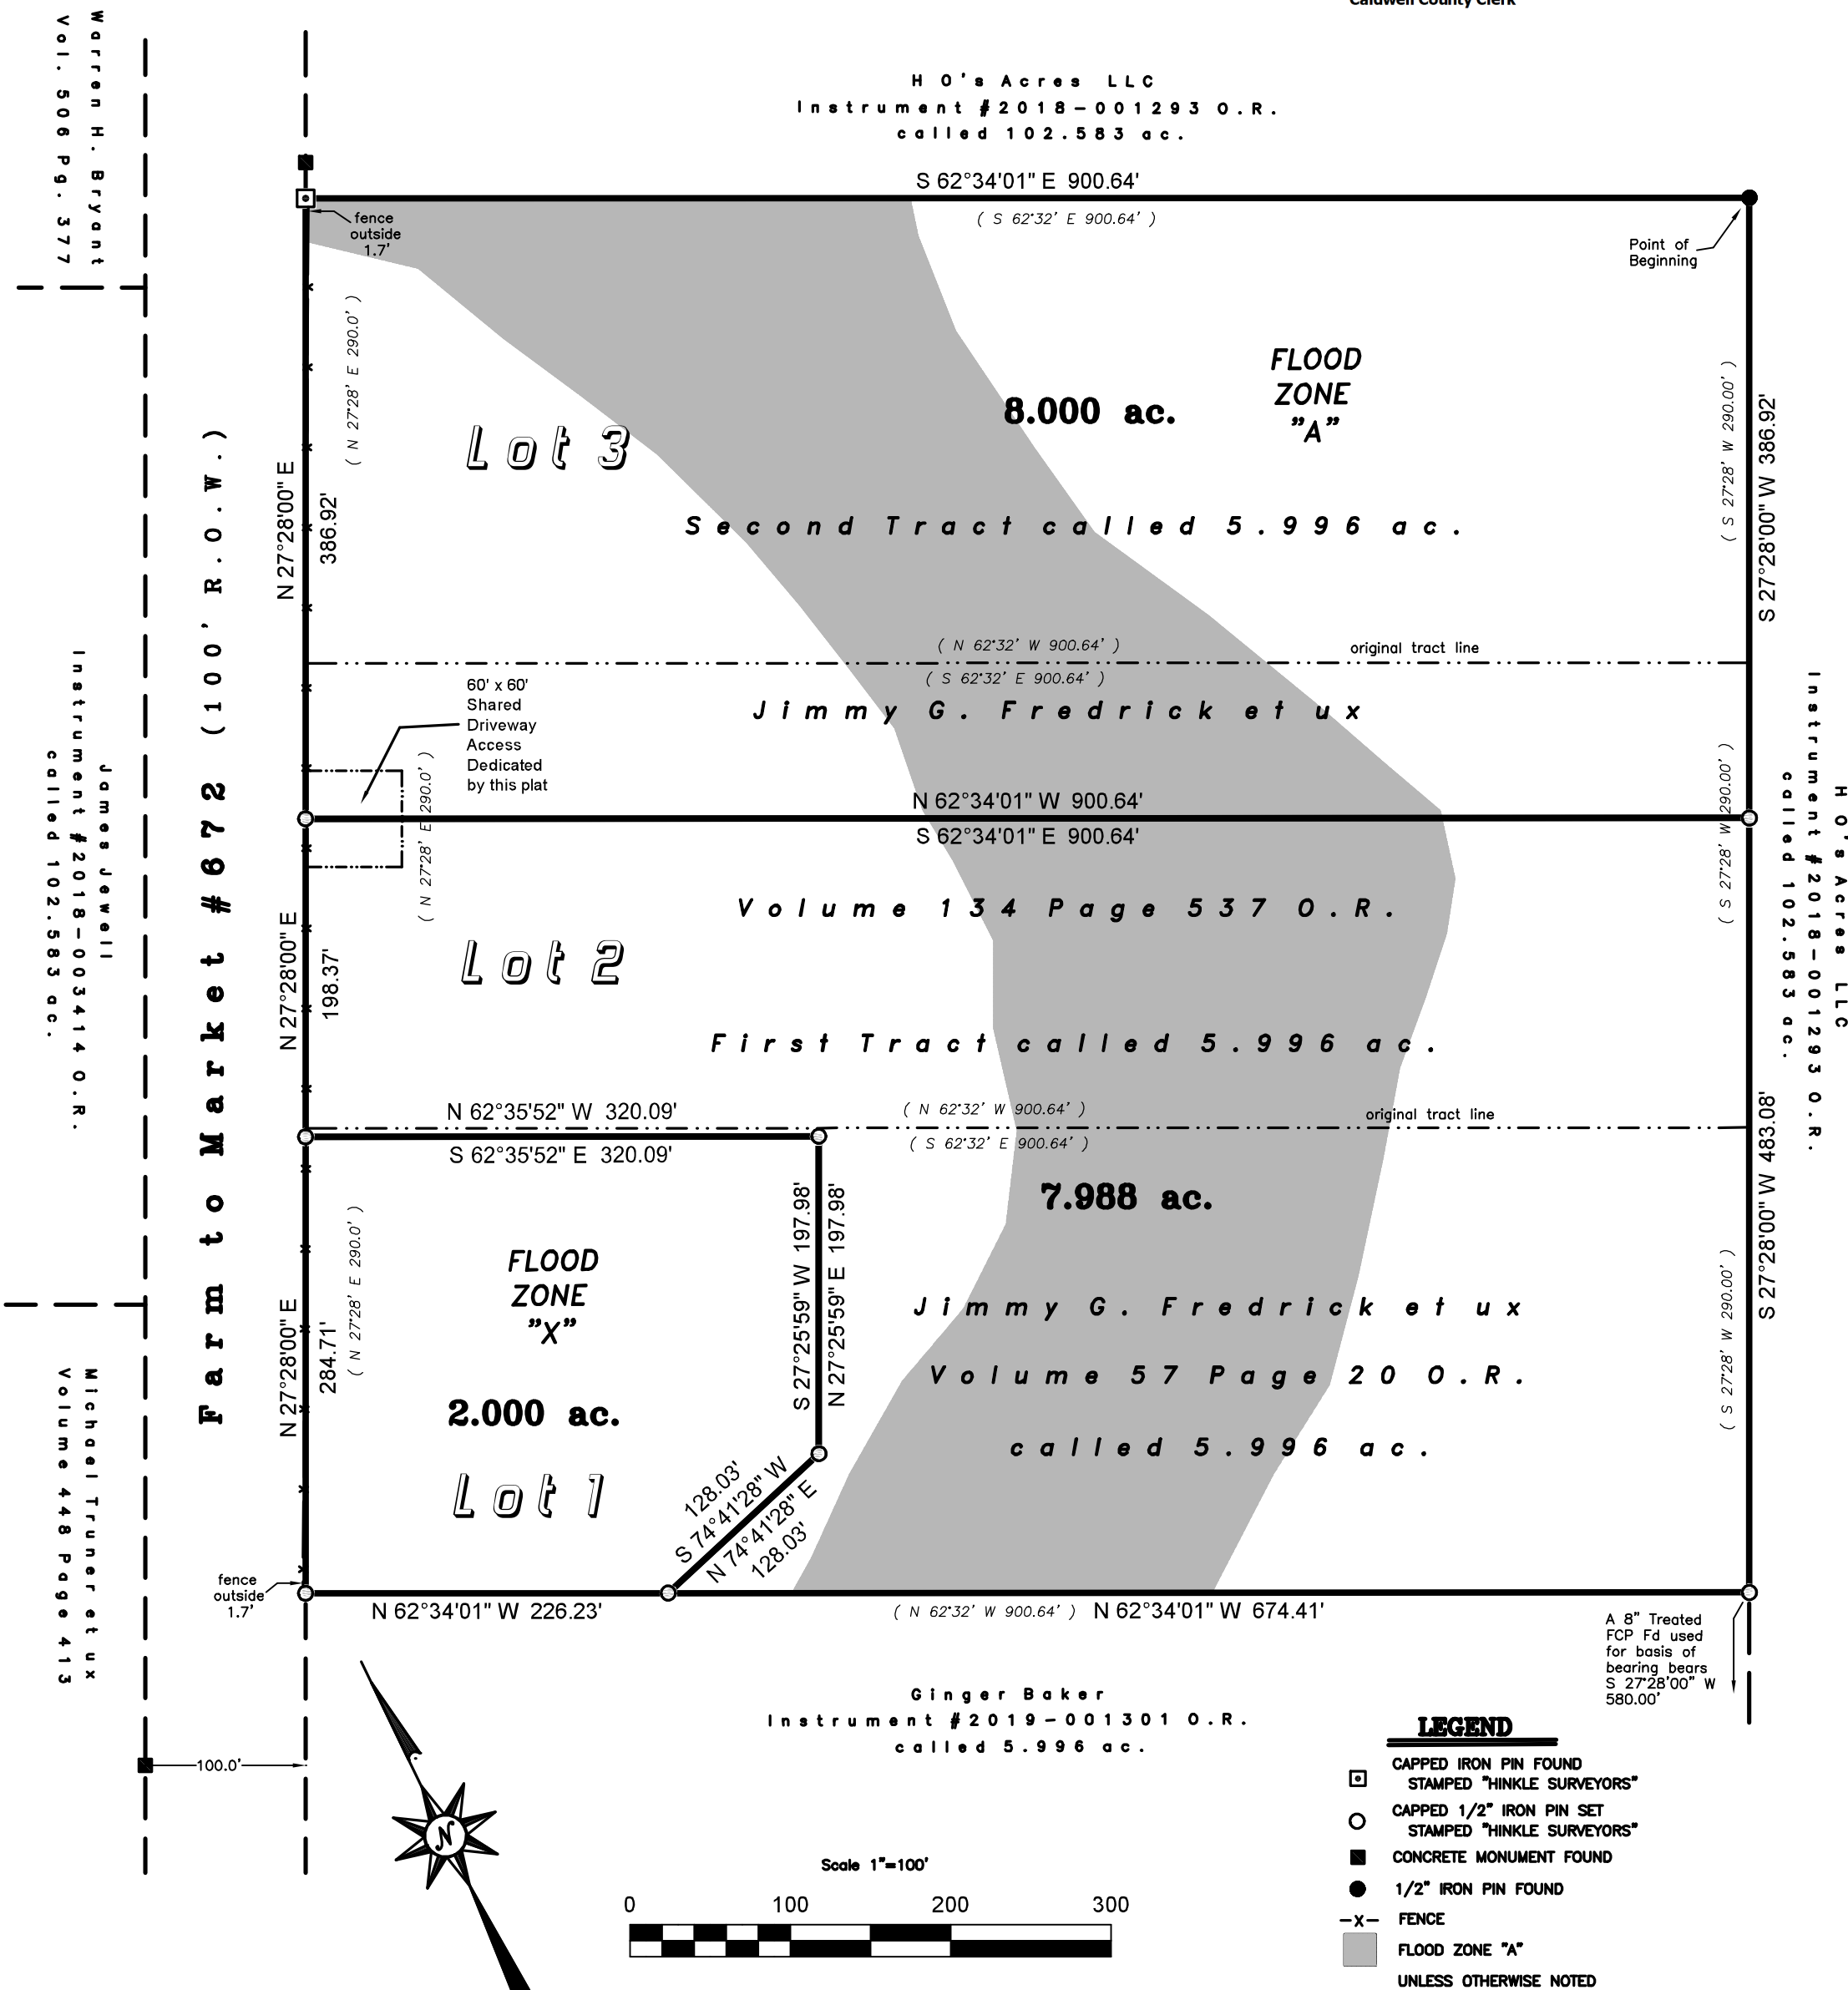 Caldwell County Clerk
Warren H. Bryant
Vol. 506 Pg. 377
H O's Acres LLC
Instrument #2018-001293 O.R.
called 102.583 ac.
S 62°34'01" E 900.64'
( S 62°32' E 900.64' )
fence
outside
1.7'
Point of
Beginning
( N 27°28' E 290.0' )
FLOOD
ZONE
"A"
8.000 ac.
Lot 3
( S 27°28' W 290.00' )
S 27°28'00" W 386.92'
N 27°28'00" E
386.92'
Second Tract called 5.996 ac.
Farm to Market #672 (100' R.O.W.)
( N 62°32' W 900.64' )
original tract line
( S 62°32' E 900.64' )
60' x 60'
Shared
Driveway
Access
Dedicated
by this plat
Jimmy G. Fredrick et ux
( N 27°28' E 290.0' )
( S 27°28' W 290.00' )
James Jewell
Instrument #2018-003414 O.R.
called 102.583 ac.
H O's Acres LLC
Instrument #2018-001293 O.R.
called 102.583 ac.
N 62°34'01" W 900.64'
S 62°34'01" E 900.64'
Volume 134 Page 537 O.R.
Lot 2
N 27°28'00" E
198.37'
First Tract called 5.996 ac.
N 62°35'52" W 320.09'
( N 62°32' W 900.64' )
original tract line
S 62°35'52" E 320.09'
( S 62°32' E 900.64' )
S 27°28'00" W 483.08'
7.988 ac.
S 27°25'59" W 197.98'
N 27°25'59" E 197.98'
( N 27°28' E 290.0' )
( S 27°28' W 290.00' )
FLOOD
ZONE
"X"
N 27°28'00" E
284.71'
Jimmy G. Fredrick et ux
Volume 57 Page 20 O.R.
called 5.996 ac.
2.000 ac.
Lot 1
128.03'
S 74°41'28" W
N 74°41'28" E
128.03'
Michael Truner et ux
Volume 448 Page 413
fence
outside
1.7'
N 62°34'01" W 226.23'
( N 62°32' W 900.64' )
N 62°34'01" W 674.41'
A 8" Treated
FCP Fd used
for basis of
bearing bears
S 27°28'00" W
580.00'
Ginger Baker
Instrument #2019-001301 O.R.
called 5.996 ac.
100.0'
N
Scale 1"=100'
0 100 200 300
LEGEND
CAPPED IRON PIN FOUND
STAMPED "HINKLE SURVEYORS"
CAPPED 1/2" IRON PIN SET
STAMPED "HINKLE SURVEYORS"
CONCRETE MONUMENT FOUND
1/2" IRON PIN FOUND
-x- FENCE
FLOOD ZONE "A"
UNLESS OTHERWISE NOTED